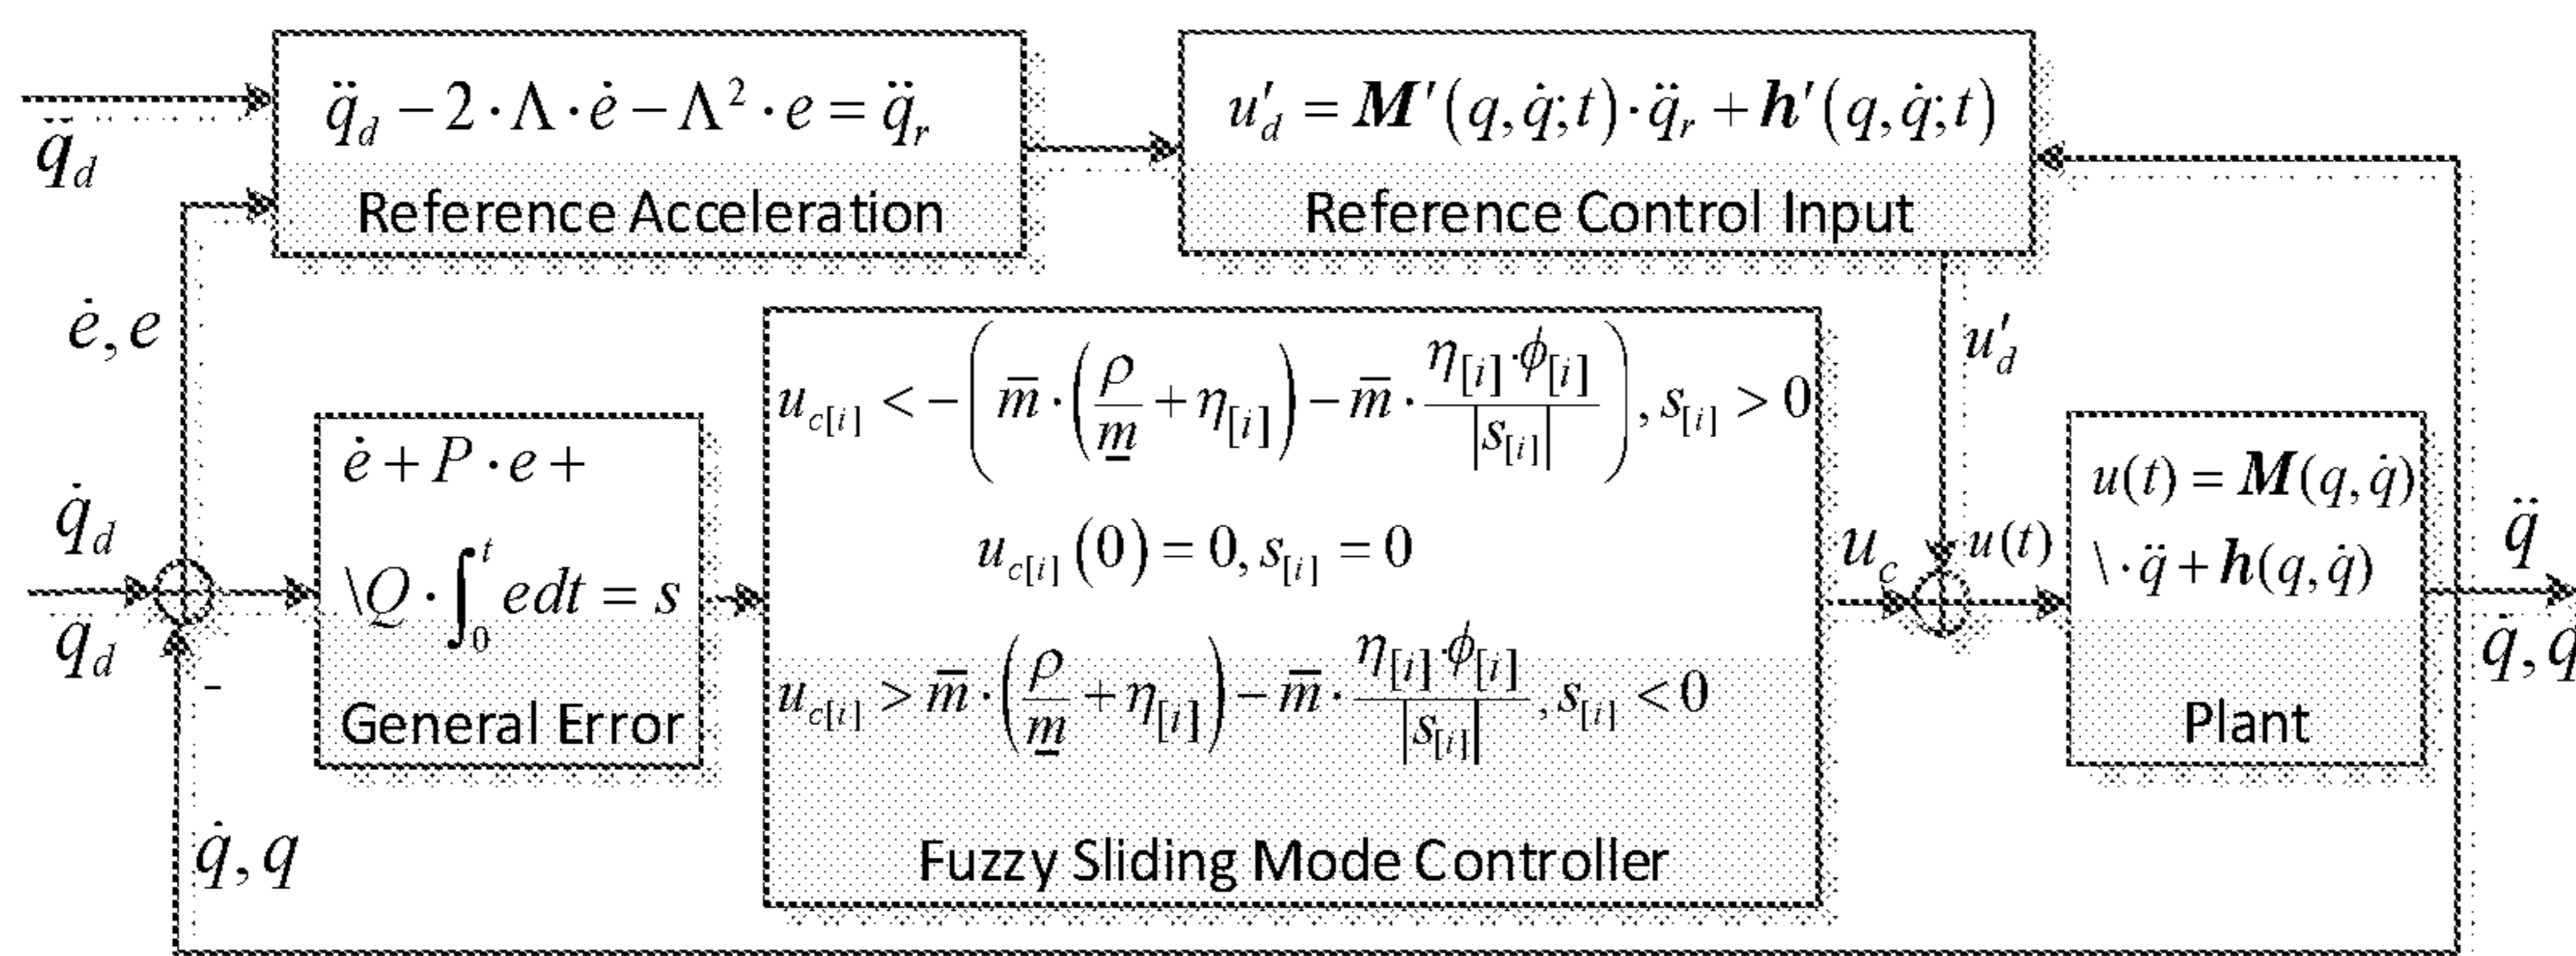 q̈_d − 2 · Λ · ė − Λ² · e = q̈_r
Reference Acceleration
u′_d = M′(q, q̇; t) · q̈_r + h′(q, q̇; t)
Reference Control Input
q̈_d
ė, e
u′_d
u_c[i] < −( m̅ · ( ρ/m̲ + η_[i] ) − m̅ · η_[i]·φ_[i] / |s_[i]| ), s_[i] > 0
u_c[i] (0) = 0, s_[i] = 0
u_c[i] > m̅ · ( ρ/m̲ + η_[i] ) − m̅ · η_[i]·φ_[i] / |s_[i]| , s_[i] < 0
Fuzzy Sliding Mode Controller
q̇_d
q_d
-
ė + P · e +
\Q · ∫_0^t edt = s
General Error
u_c
u(t)
u(t) = M(q, q̇)
\ · q̈ + h(q, q̇)
Plant
q̈
q̇, q
q̇, q